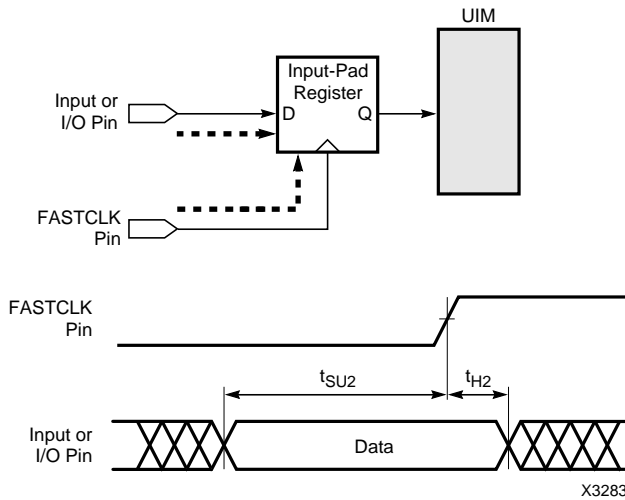 UIM
Input-Pad
Register
Input or
I/O Pin
D
Q
FASTCLK
Pin
FASTCLK
Pin
tSU2
tH2
Input or
I/O Pin
Data
X3283